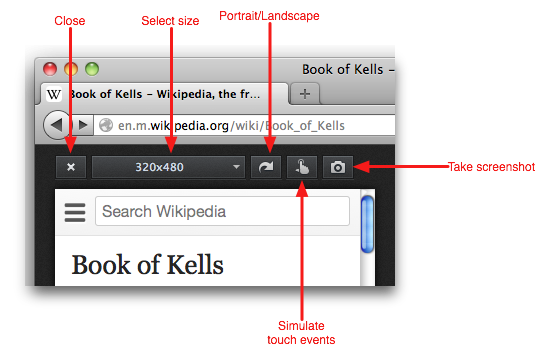 Portrait/Landscape
Close
Select size
Book of Kells –
W Book of Kells – Wikipedia, the fr...
en.m.wikipedia.org/wiki/Book_of_Kells
320x480
Take screenshot
Search Wikipedia
Book of Kells
Simulate
touch events